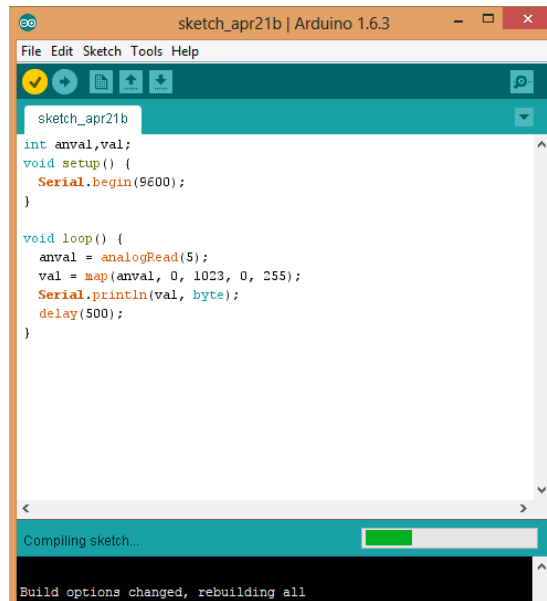 sketch_apr21b | Arduino 1.6.3
File Edit Sketch Tools Help
sketch_apr21b
int anval,val;
void setup() {
  Serial.begin(9600);
}

void loop() {
  anval = analogRead(5);
  val = map(anval, 0, 1023, 0, 255);
  Serial.println(val, byte);
  delay(500);
}
Compiling sketch...
Build options changed, rebuilding all